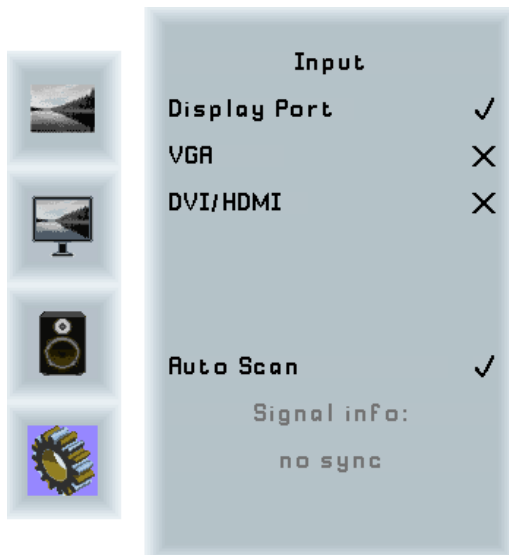 Input
Display Port ✓
VGA ✕
DVI/HDMI ✕
Auto Scan ✓
Signal info:
no sync